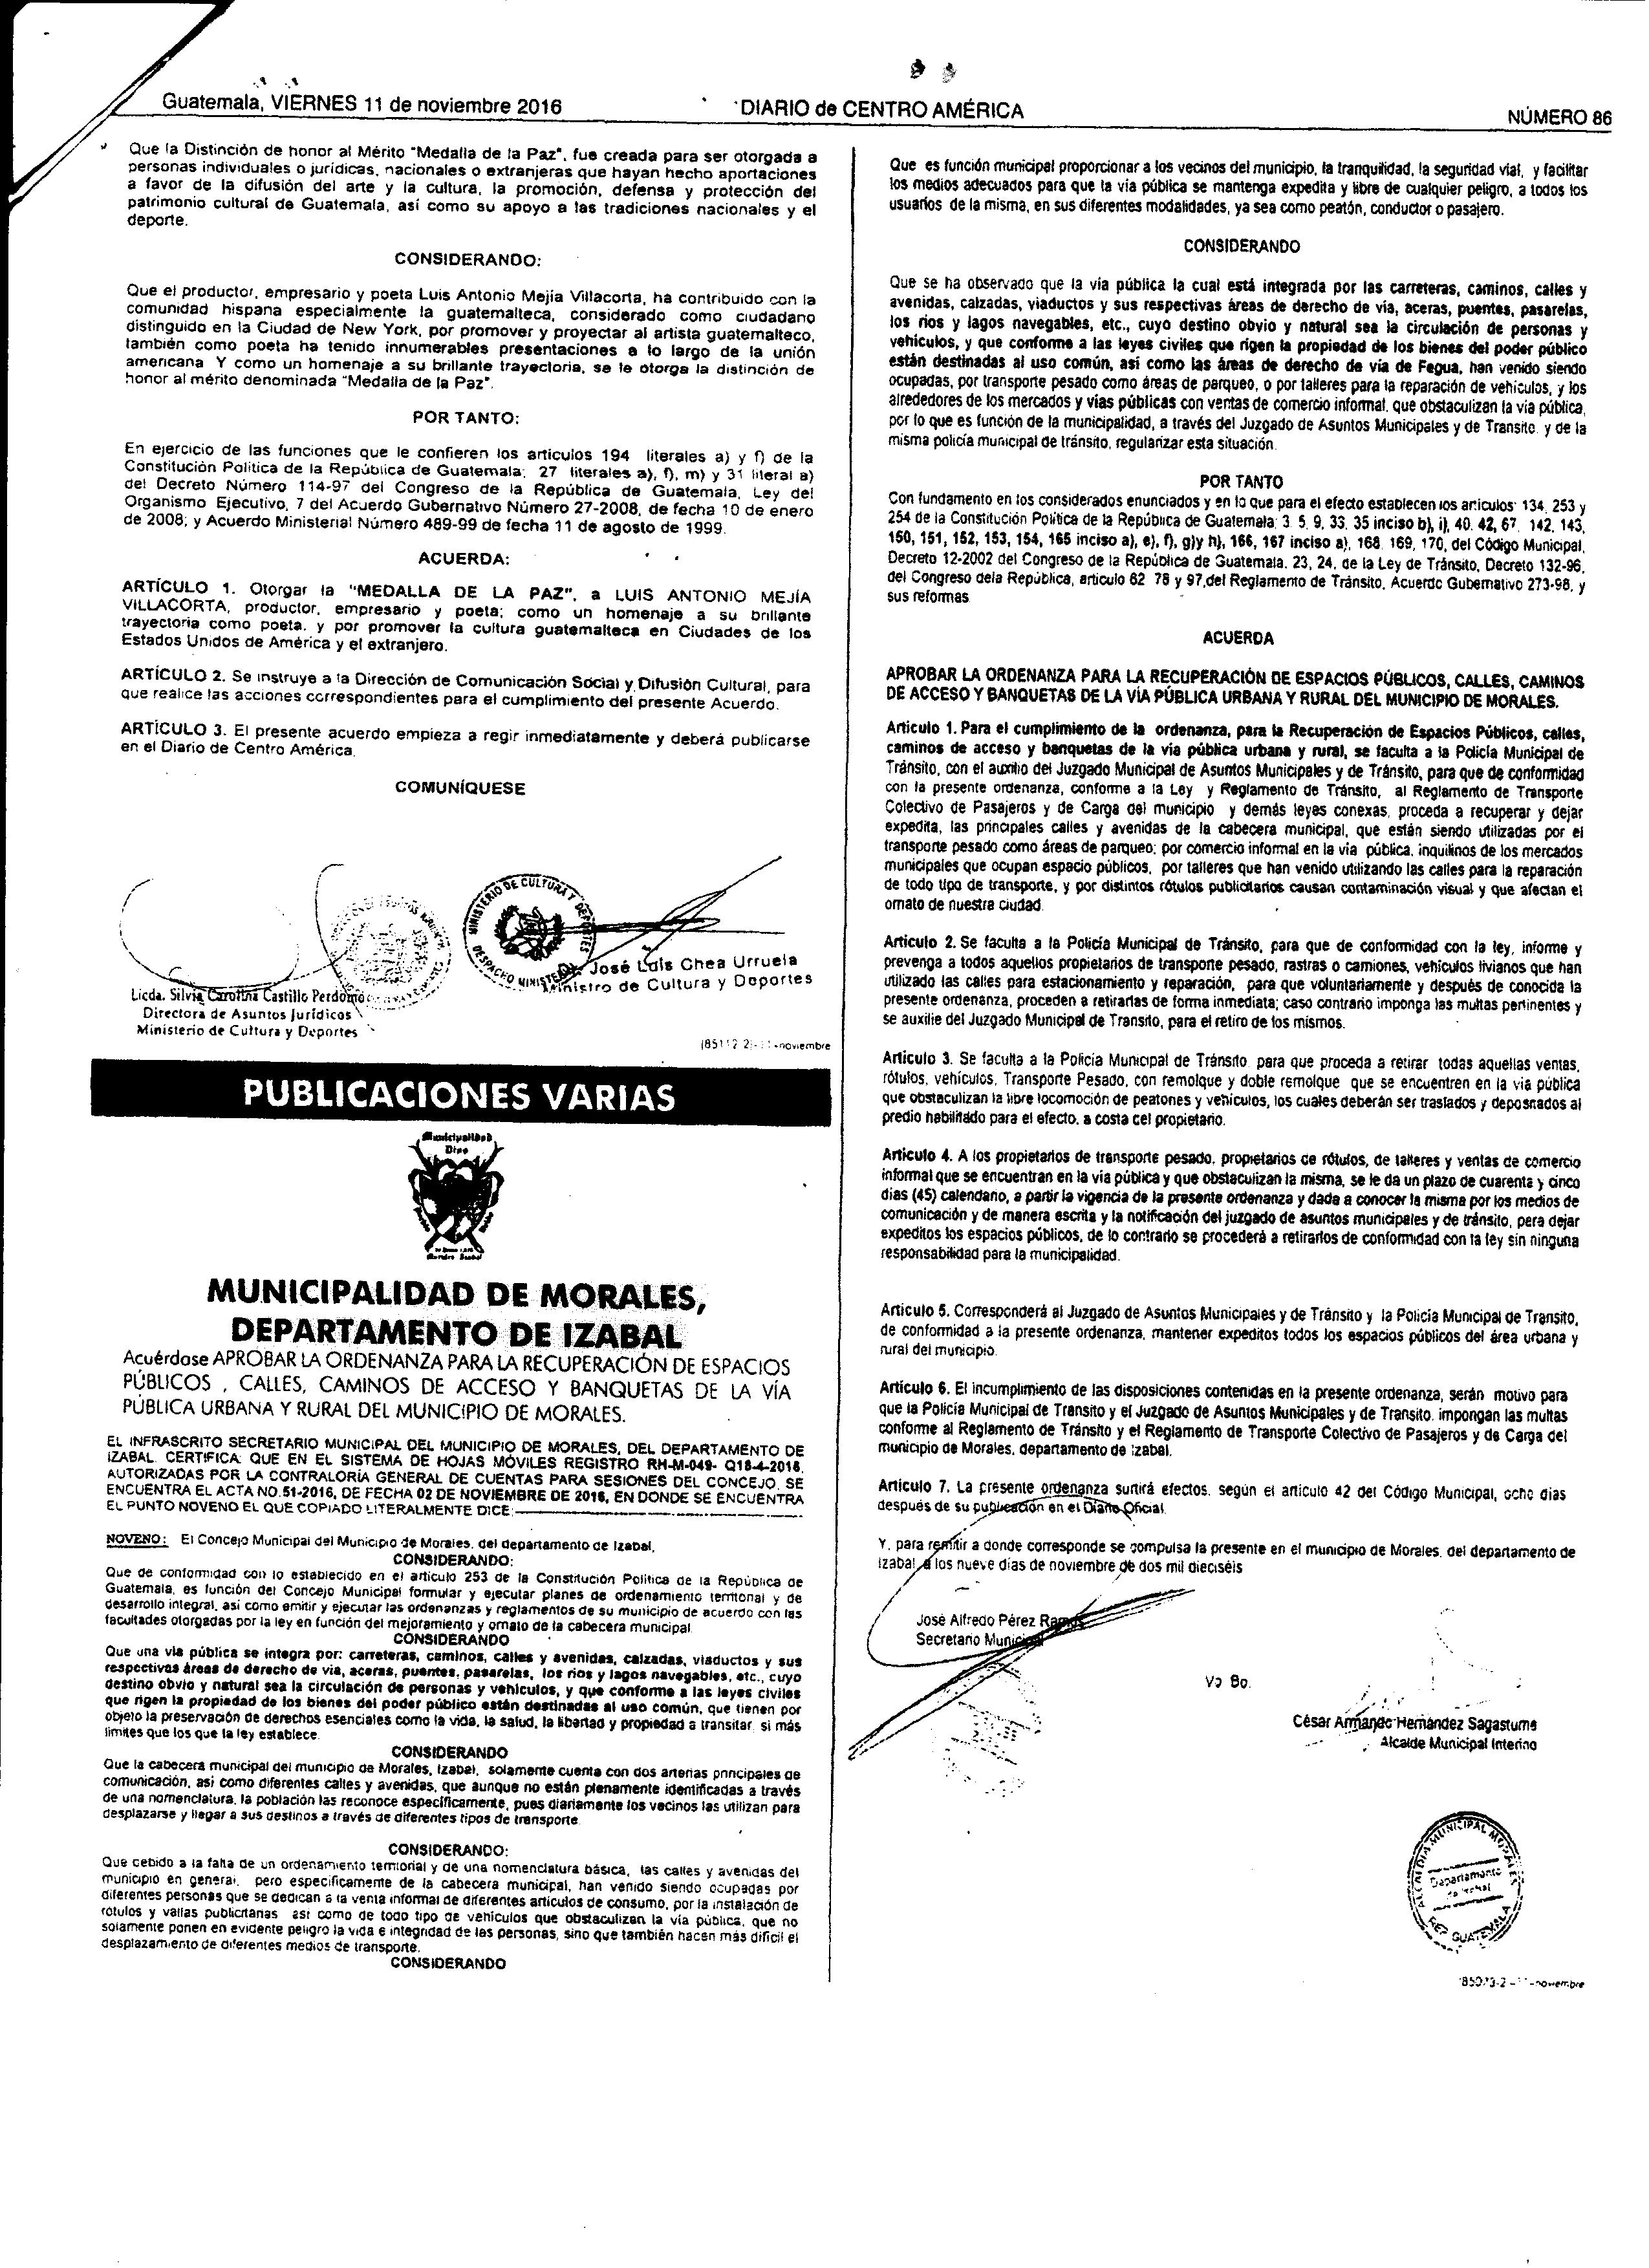 Guatemala, VIERNES 11 de noviembre 2016
DIARIO de CENTRO AMÉRICA
NÚMERO 86
Que la Distinción de honor al Mérito "Medalla de la Paz", fue creada para ser otorgada a
personas individuales o jurídicas, nacionales o extranjeras que hayan hecho aportaciones
a favor de la difusión del arte y la cultura, la promoción, defensa y protección del
patrimonio cultural de Guatemala, así como su apoyo a las tradiciones nacionales y el
deporte.
CONSIDERANDO:
Que el productor, empresario y poeta Luis Antonio Mejía Villacorta, ha contribuido con la
comunidad hispana especialmente la guatemalteca, considerado como ciudadano
distinguido en la Ciudad de New York, por promover y proyectar al artista guatemalteco,
también como poeta ha tenido innumerables presentaciones a lo largo de la unión
americana Y como un homenaje a su brillante trayectoria, se le otorga la distinción de
honor al mérito denominada "Medalla de la Paz".
POR TANTO:
En ejercicio de las funciones que le confieren los artículos 194 literales a) y f) de la
Constitución Política de la República de Guatemala; 27 literales a), f), m) y 31 literal a)
del Decreto Número 114-97 del Congreso de la República de Guatemala, Ley del
Organismo Ejecutivo, 7 del Acuerdo Gubernativo Número 27-2008, de fecha 10 de enero
de 2008; y Acuerdo Ministerial Número 489-99 de fecha 11 de agosto de 1999.
ACUERDA:
ARTÍCULO 1. Otorgar la "MEDALLA DE LA PAZ", a LUIS ANTONIO MEJÍA
VILLACORTA, productor, empresario y poeta; como un homenaje a su brillante
trayectoria como poeta, y por promover la cultura guatemalteca en Ciudades de los
Estados Unidos de América y el extranjero.
ARTÍCULO 2. Se instruye a la Dirección de Comunicación Social y Difusión Cultural, para
que realice las acciones correspondientes para el cumplimiento del presente Acuerdo.
ARTÍCULO 3. El presente acuerdo empieza a regir inmediatamente y deberá publicarse
en el Diario de Centro América.
COMUNÍQUESE
MINISTERIO DE CULTURA Y DEPORTES
DESPACHO
José Luis Chea Urruela
Ministro de Cultura y Deportes
Licda. Silvia Carolina Castillo Perdomo
Directora de Asuntos Jurídicos
Ministerio de Cultura y Deportes
(85112-2)-11-noviembre
PUBLICACIONES VARIAS
Municipalidad
MUNICIPALIDAD DE MORALES,
DEPARTAMENTO DE IZABAL
Acuérdase APROBAR LA ORDENANZA PARA LA RECUPERACIÓN DE ESPACIOS
PÚBLICOS , CALLES, CAMINOS DE ACCESO Y BANQUETAS DE LA VÍA
PÚBLICA URBANA Y RURAL DEL MUNICIPIO DE MORALES.
EL INFRASCRITO SECRETARIO MUNICIPAL DEL MUNICIPIO DE MORALES, DEL DEPARTAMENTO DE
IZABAL. CERTIFICA: QUE EN EL SISTEMA DE HOJAS MÓVILES REGISTRO RH-M-049- Q18-4-2016,
AUTORIZADAS POR LA CONTRALORÍA GENERAL DE CUENTAS PARA SESIONES DEL CONCEJO, SE
ENCUENTRA EL ACTA NO.51-2016, DE FECHA 02 DE NOVIEMBRE DE 2016, EN DONDE SE ENCUENTRA
EL PUNTO NOVENO EL QUE COPIADO LITERALMENTE DICE:
NOVENO: El Concejo Municipal del Municipio de Morales, del departamento de Izabal,
CONSIDERANDO:
Que de conformidad con lo establecido en el artículo 253 de la Constitución Política de la República de
Guatemala, es función del Concejo Municipal formular y ejecutar planes de ordenamiento territorial y de
desarrollo integral, así como emitir y ejecutar las ordenanzas y reglamentos de su municipio de acuerdo con las
facultades otorgadas por la ley en función del mejoramiento y ornato de la cabecera municipal.
CONSIDERANDO
Que una vía pública se integra por: carreteras, caminos, calles y avenidas, calzadas, viaductos y sus
respectivas áreas de derecho de vía, aceras, puentes, pasarelas, los ríos y lagos navegables, etc., cuyo
destino obvio y natural sea la circulación de personas y vehículos, y que conforme a las leyes civiles
que rigen la propiedad de los bienes del poder público están destinadas al uso común, que tienen por
objeto la preservación de derechos esenciales como la vida, la salud, la libertad y propiedad a transitar, si más
límites que los que la ley establece.
CONSIDERANDO
Que la cabecera municipal del municipio de Morales, Izabal, solamente cuenta con dos arterias principales de
comunicación, así como diferentes calles y avenidas, que aunque no están plenamente identificadas a través
de una nomenclatura, la población las reconoce específicamente, pues diariamente los vecinos las utilizan para
desplazarse y llegar a sus destinos a través de diferentes tipos de transporte.
CONSIDERANDO:
Que debido a la falta de un ordenamiento territorial y de una nomenclatura básica, las calles y avenidas del
municipio en general, pero específicamente de la cabecera municipal, han venido siendo ocupadas por
diferentes personas que se dedican a la venta informal de diferentes artículos de consumo, por la instalación de
rótulos y vallas publicitarias así como de todo tipo de vehículos que obstaculizan la vía pública, que no
solamente ponen en evidente peligro la vida e integridad de las personas, sino que también hacen más difícil el
desplazamiento de diferentes medios de transporte.
CONSIDERANDO
Que es función municipal proporcionar a los vecinos del municipio, la tranquilidad, la seguridad vial, y facilitar
los medios adecuados para que la vía pública se mantenga expedita y libre de cualquier peligro, a todos los
usuarios de la misma, en sus diferentes modalidades, ya sea como peatón, conductor o pasajero.
CONSIDERANDO
Que se ha observado que la vía pública la cual está integrada por las carreteras, caminos, calles y
avenidas, calzadas, viaductos y sus respectivas áreas de derecho de vía, aceras, puentes, pasarelas,
los ríos y lagos navegables, etc., cuyo destino obvio y natural sea la circulación de personas y
vehículos, y que conforme a las leyes civiles que rigen la propiedad de los bienes del poder público
están destinadas al uso común, así como las áreas de derecho de vía de Fegua, han venido siendo
ocupadas, por transporte pesado como áreas de parqueo, o por talleres para la reparación de vehículos, y los
alrededores de los mercados y vías públicas con ventas de comercio informal, que obstaculizan la vía pública,
por lo que es función de la municipalidad, a través del Juzgado de Asuntos Municipales y de Transito, y de la
misma policía municipal de tránsito, regularizar esta situación.
POR TANTO
Con fundamento en los considerados enunciados y en lo que para el efecto establecen los artículos: 134, 253 y
254 de la Constitución Política de la República de Guatemala; 3, 5, 9, 33, 35 inciso b), i), 40, 42, 67, 142, 143,
150, 151, 152, 153, 154, 165 inciso a), e), f), g)y h), 166, 167 inciso a), 168, 169, 170, del Código Municipal,
Decreto 12-2002 del Congreso de la República de Guatemala, 23, 24, de la Ley de Tránsito, Decreto 132-96,
del Congreso dela República, artículo 62 78 y 97,del Reglamento de Tránsito, Acuerdo Gubernativo 273-98, y
sus reformas
ACUERDA
APROBAR LA ORDENANZA PARA LA RECUPERACIÓN DE ESPACIOS PÚBLICOS, CALLES, CAMINOS
DE ACCESO Y BANQUETAS DE LA VÍA PÚBLICA URBANA Y RURAL DEL MUNICIPIO DE MORALES.
Artículo 1. Para el cumplimiento de la ordenanza, para la Recuperación de Espacios Públicos, calles,
caminos de acceso y banquetas de la vía pública urbana y rural, se faculta a la Policía Municipal de
Tránsito, con el auxilio del Juzgado Municipal de Asuntos Municipales y de Tránsito, para que de conformidad
con la presente ordenanza, conforme a la Ley y Reglamento de Tránsito, al Reglamento de Transporte
Colectivo de Pasajeros y de Carga del municipio y demás leyes conexas, proceda a recuperar y dejar
expedita, las principales calles y avenidas de la cabecera municipal, que están siendo utilizadas por el
transporte pesado como áreas de parqueo; por comercio informal en la vía pública, inquilinos de los mercados
municipales que ocupan espacio públicos, por talleres que han venido utilizando las calles para la reparación
de todo tipo de transporte, y por distintos rótulos publicitarios causan contaminación visual y que afectan el
ornato de nuestra ciudad.
Artículo 2. Se faculta a la Policía Municipal de Tránsito, para que de conformidad con la ley, informe y
prevenga a todos aquellos propietarios de transporte pesado, rastras o camiones, vehículos livianos que han
utilizado las calles para estacionamiento y reparación, para que voluntariamente y después de conocida la
presente ordenanza, proceden a retirarlas de forma inmediata; caso contrario imponga las multas pertinentes y
se auxilie del Juzgado Municipal de Transito, para el retiro de los mismos.
Artículo 3. Se faculta a la Policía Municipal de Tránsito, para que proceda a retirar todas aquellas ventas,
rótulos, vehículos, Transporte Pesado, con remolque y doble remolque que se encuentren en la vía pública
que obstaculizan la libre locomoción de peatones y vehículos, los cuales deberán ser traslados y depositados al
predio habilitado para el efecto, a costa del propietario.
Artículo 4. A los propietarios de transporte pesado, propietarios de rótulos, de talleres y ventas de comercio
informal que se encuentran en la vía pública y que obstaculizan la misma, se le da un plazo de cuarenta y cinco
días (45) calendario, a partir la vigencia de la presente ordenanza y dada a conocer la misma por los medios de
comunicación y de manera escrita y la notificación del juzgado de asuntos municipales y de tránsito, para dejar
expeditos los espacios públicos, de lo contrario se procederá a retirarlos de conformidad con la ley sin ninguna
responsabilidad para la municipalidad.
Artículo 5. Corresponderá al Juzgado de Asuntos Municipales y de Tránsito y la Policía Municipal de Transito,
de conformidad a la presente ordenanza, mantener expeditos todos los espacios públicos del área urbana y
rural del municipio.
Artículo 6. El incumplimiento de las disposiciones contenidas en la presente ordenanza, serán motivo para
que la Policía Municipal de Transito y el Juzgado de Asuntos Municipales y de Transito, impongan las multas
conforme al Reglamento de Tránsito y el Reglamento de Transporte Colectivo de Pasajeros y de Carga del
municipio de Morales, departamento de Izabal.
Artículo 7. La presente ordenanza surtirá efectos, según el artículo 42 del Código Municipal, ocho días
después de su publicación en el Diario Oficial.
Y, para remitir a donde corresponde se compulsa la presente en el municipio de Morales, del departamento de
Izabal, a los nueve días de noviembre de dos mil dieciséis
José Alfredo Pérez Ramos
Secretario Municipal
Vo Bo.
César Armando Hernández Sagastume
Alcalde Municipal Interino
ALCALDIA MUNICIPAL MORALES
Departamento
de Izabal
REP. GUATEMALA
-noviembre